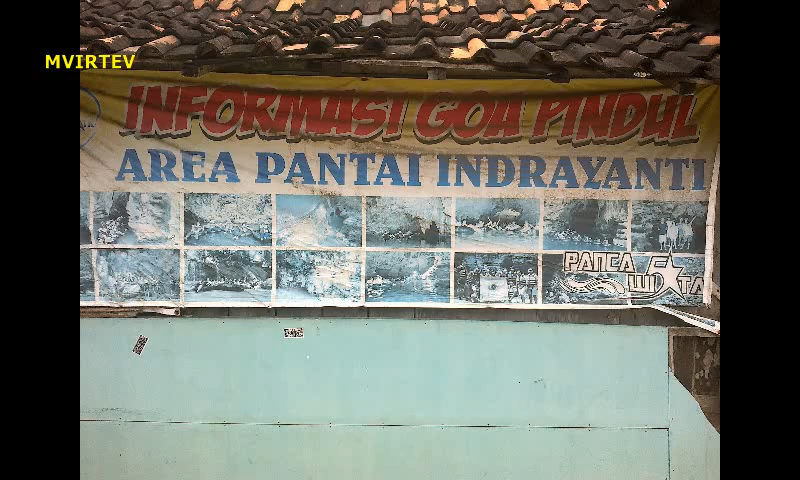 MVIRTEV
INFORMASI GOA PINDUL
AREA PANTAI INDRAYANTI
PANCA
WISATA